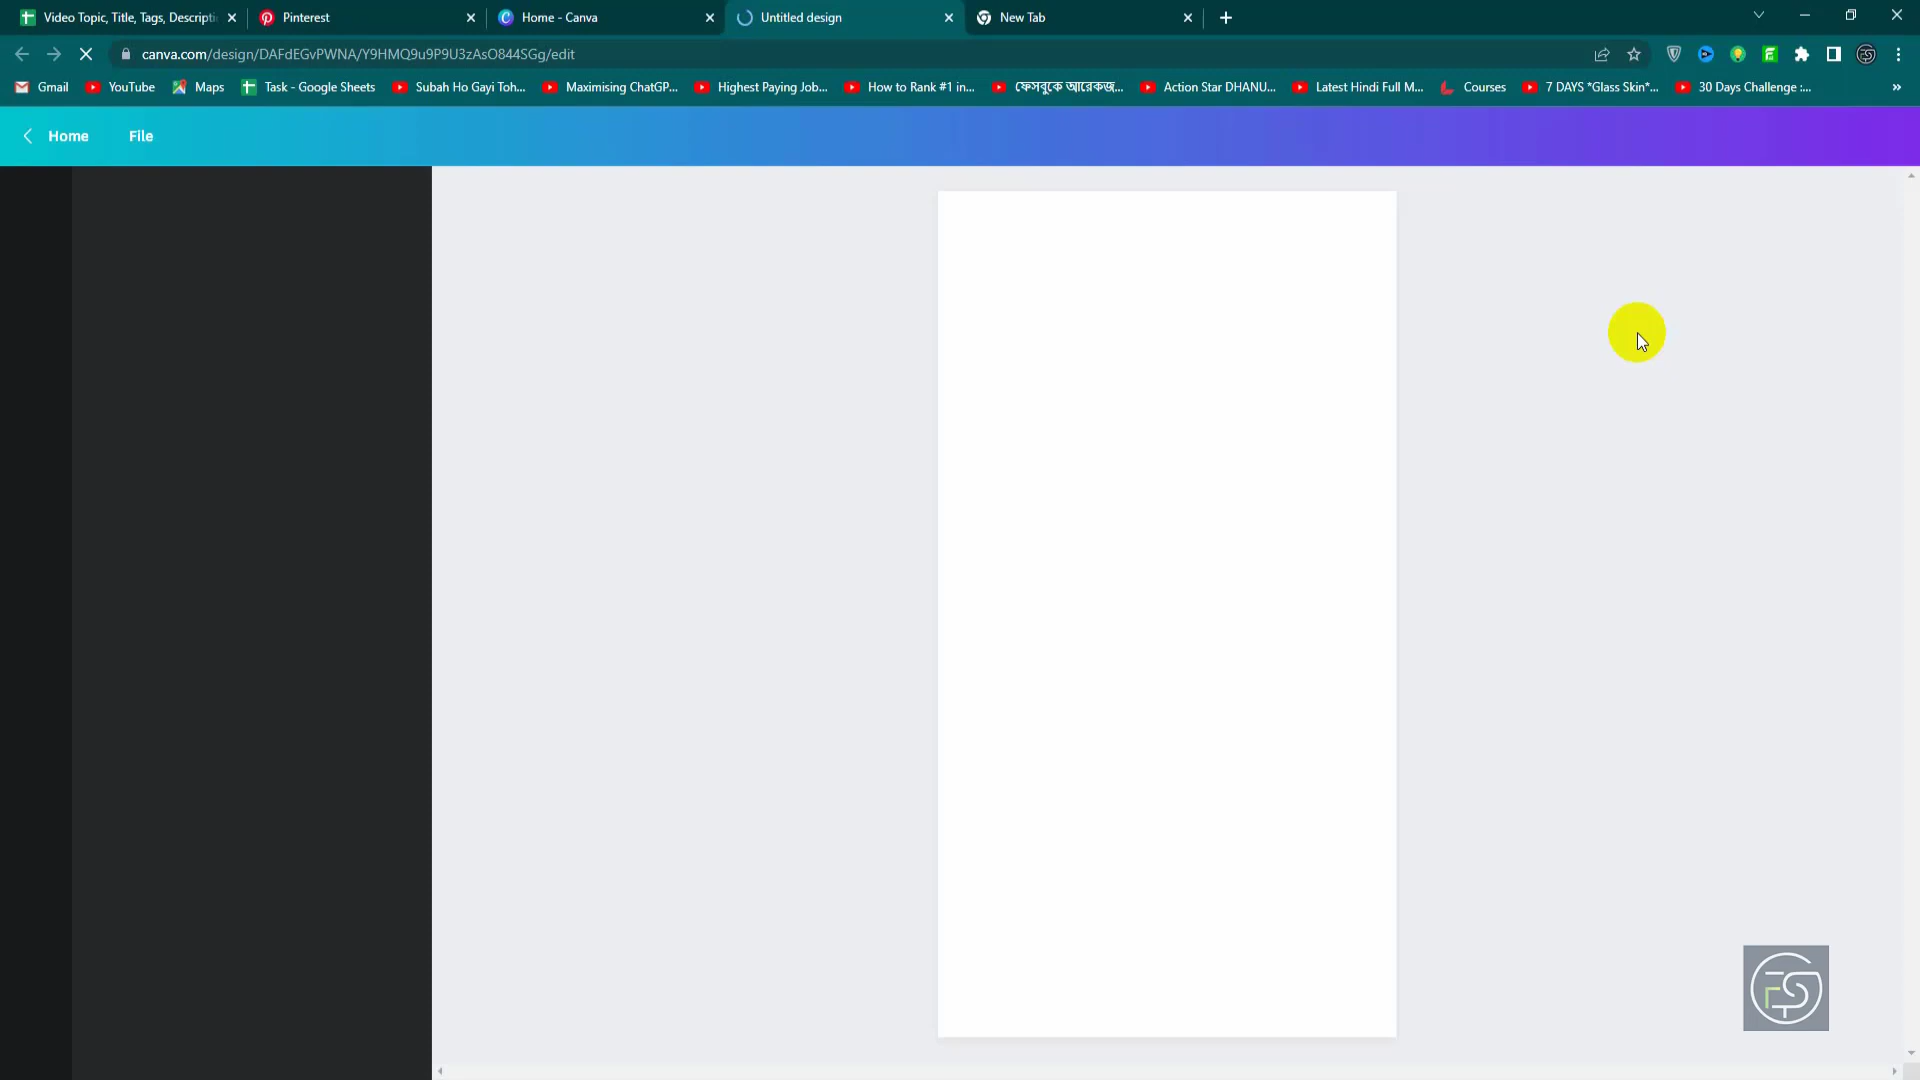 Video Topic, Title, Tags, Descripti
Pinterest
Home - Canva
Untitled design
New Tab
canva.com/design/DAFdEGvPWNA/Y9HMQ9u9P9U3zAsO844SGg/edit
Gmail
YouTube
Maps
Task - Google Sheets
Subah Ho Gayi Toh...
Maximising ChatGP...
Highest Paying Job...
How to Rank #1 in...
ফেসবুকে আরেকজ...
Action Star DHANU...
Latest Hindi Full M...
Courses
7 DAYS *Glass Skin*...
30 Days Challenge :...
»
Home
File